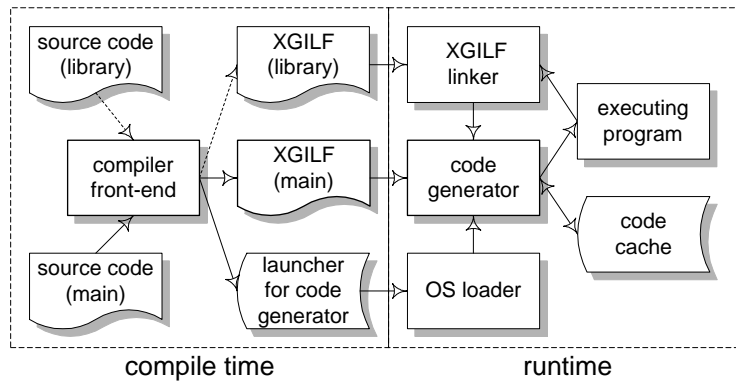 source code
(library)
XGILF
(library)
XGILF
linker
executing
program
compiler
front-end
XGILF
(main)
code
generator
code
cache
source code
(main)
launcher
for code
generator
OS loader
compile time
runtime